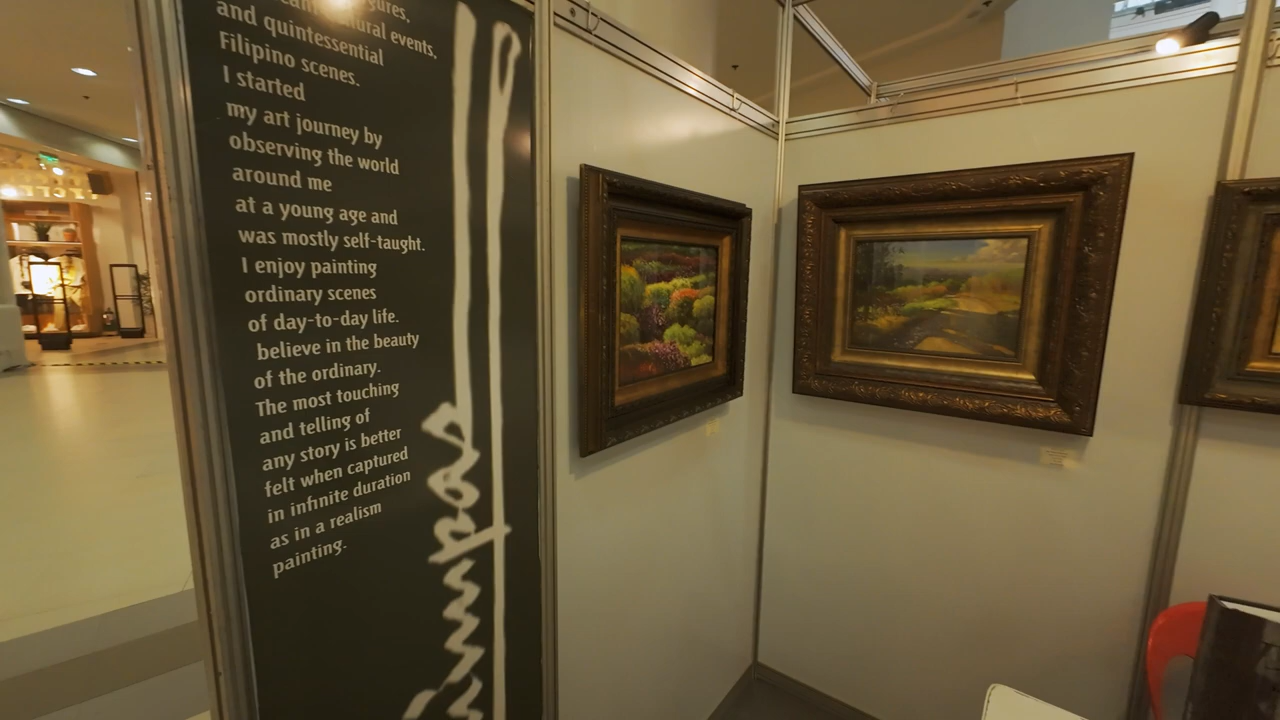 and quintessential
Filipino scenes.
I started
my art journey by
observing the world
around me
at a young age and
was mostly self-taught.
I enjoy painting
ordinary scenes
of day-to-day life.
believe in the beauty
of the ordinary.
The most touching
and telling of
any story is better
felt when captured
in infinite duration
as in a realism
painting.